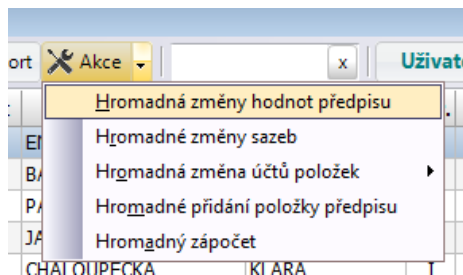 ort Akce x Uživat
Hromadná změny hodnot předpisu
Hromadné změny sazeb
Hromadná změna účtů položek
Hromadné přidání položky předpisu
Hromadný zápočet
CHALOUPECKÁ KLÁRA